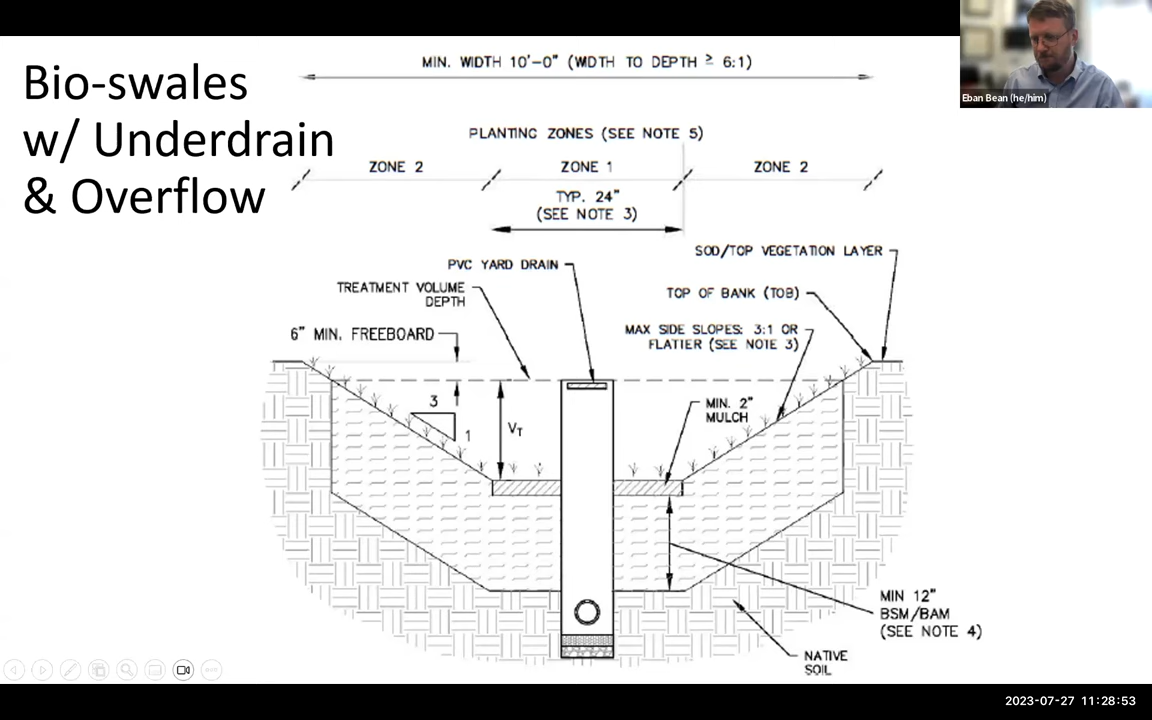 Bio-swales
w/ Underdrain
& Overflow
MIN. WIDTH 10'-0" (WDTH TO DEPTH ≥ 6:1)
Eban Bean (he/him)
PLANTING ZONES (SEE NOTE 5)
ZONE 2
ZONE 1
ZONE 2
TYP. 24"
(SEE NOTE 3)
SOD/TOP VEGETATION LAYER
PVC YARD DRAIN
TREATMENT VOLUME
DEPTH
TOP OF BANK (TOB)
6" MIN. FREEBOARD
MAX SIDE SLOPES: 3:1 OR
FLATIER (SEE NOTE 3)
3
1
VT
MIN. 2"
MULCH
MIN 12"
BSM/BAM
(SEE NOTE 4)
NATIVE
SOIL
2023-07-27 11:28:53